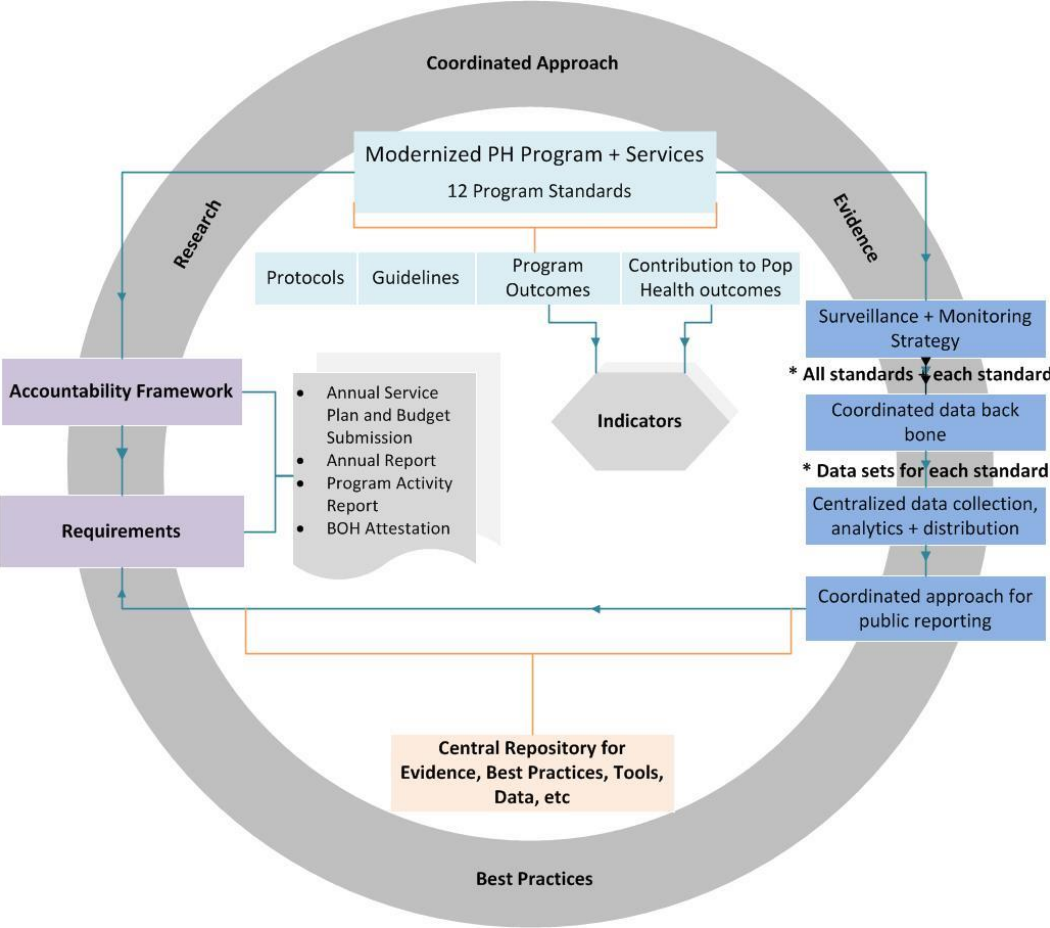 Coordinated Approach
Modernized PH Program + Services
12 Program Standards
Research
Evidence
Protocols
Guidelines
Program
Outcomes
Contribution to Pop
Health outcomes
Surveillance + Monitoring
Strategy
* All standards + each standard
Accountability Framework
• Annual Service
Plan and Budget
Submission
• Annual Report
• Program Activity
Report
• BOH Attestation
Indicators
Coordinated data back
bone
* Data sets for each standard
Requirements
Centralized data collection,
analytics + distribution
Coordinated approach for
public reporting
Central Repository for
Evidence, Best Practices, Tools,
Data, etc
Best Practices